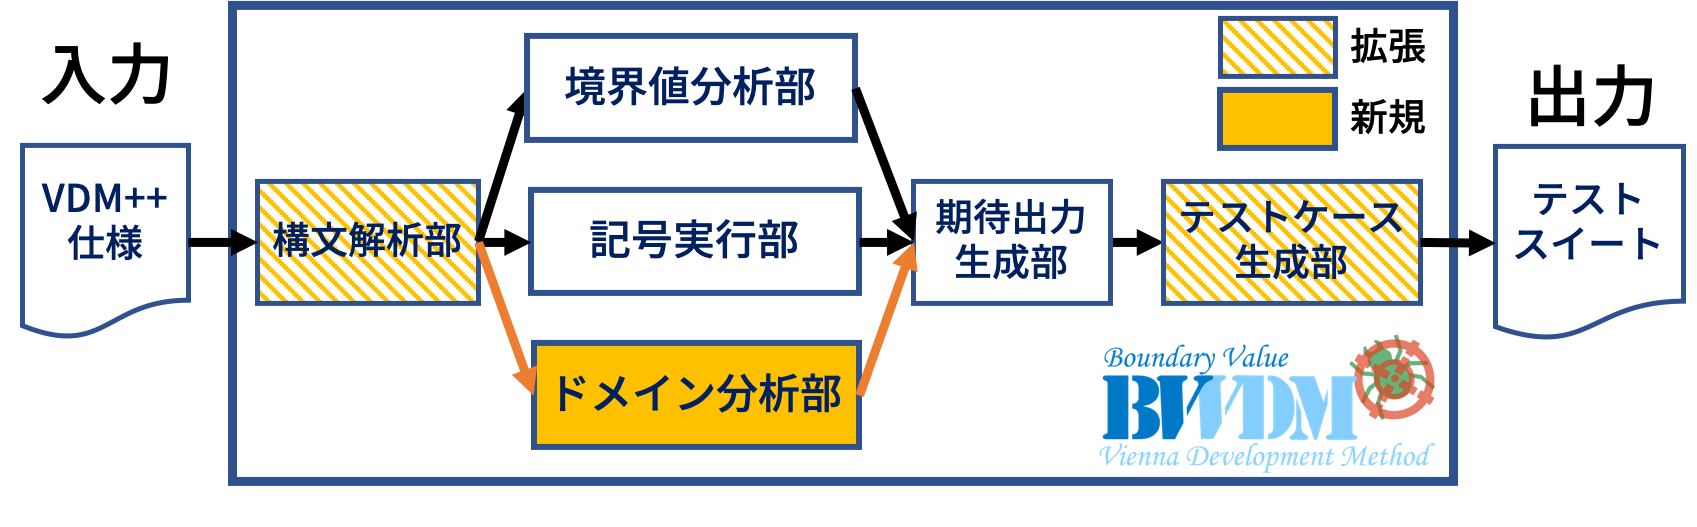 入力
VDM++
仕様
構文解析部
境界値分析部
記号実行部
ドメイン分析部
期待出力
生成部
拡張
新規
テストケース
生成部
出力
テスト
スイート
Boundary Value
BWDM
Vienna Development Method